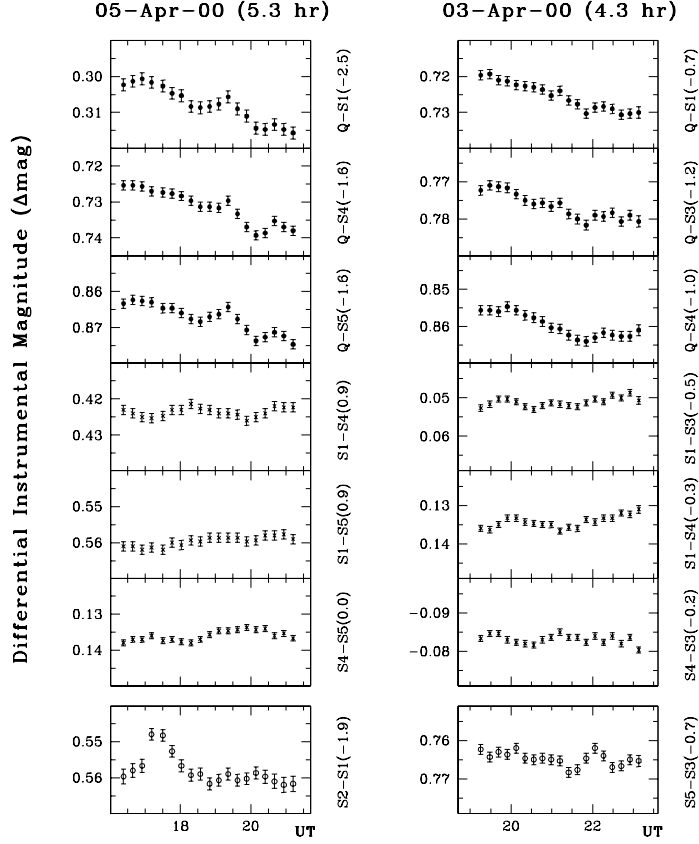 05-Apr-00 (5.3 hr)
03-Apr-00 (4.3 hr)
Differential Instrumental Magnitude (Δmag)
0.30
0.31
Q-S1(-2.5)
0.72
0.73
0.74
Q-S4(-1.6)
0.86
0.87
Q-S5(-1.6)
0.42
0.43
S1-S4(0.9)
0.55
0.56
S1-S5(0.9)
0.13
0.14
S4-S5(0.0)
0.55
0.56
S2-S1(-1.9)
18
20
UT
0.72
0.73
Q-S1(-0.7)
0.77
0.78
Q-S3(-1.2)
0.85
0.86
Q-S4(-1.0)
0.05
0.06
S1-S3(-0.5)
0.13
0.14
S1-S4(-0.3)
-0.09
-0.08
S4-S3(-0.2)
0.76
0.77
S5-S3(-0.7)
20
22
UT